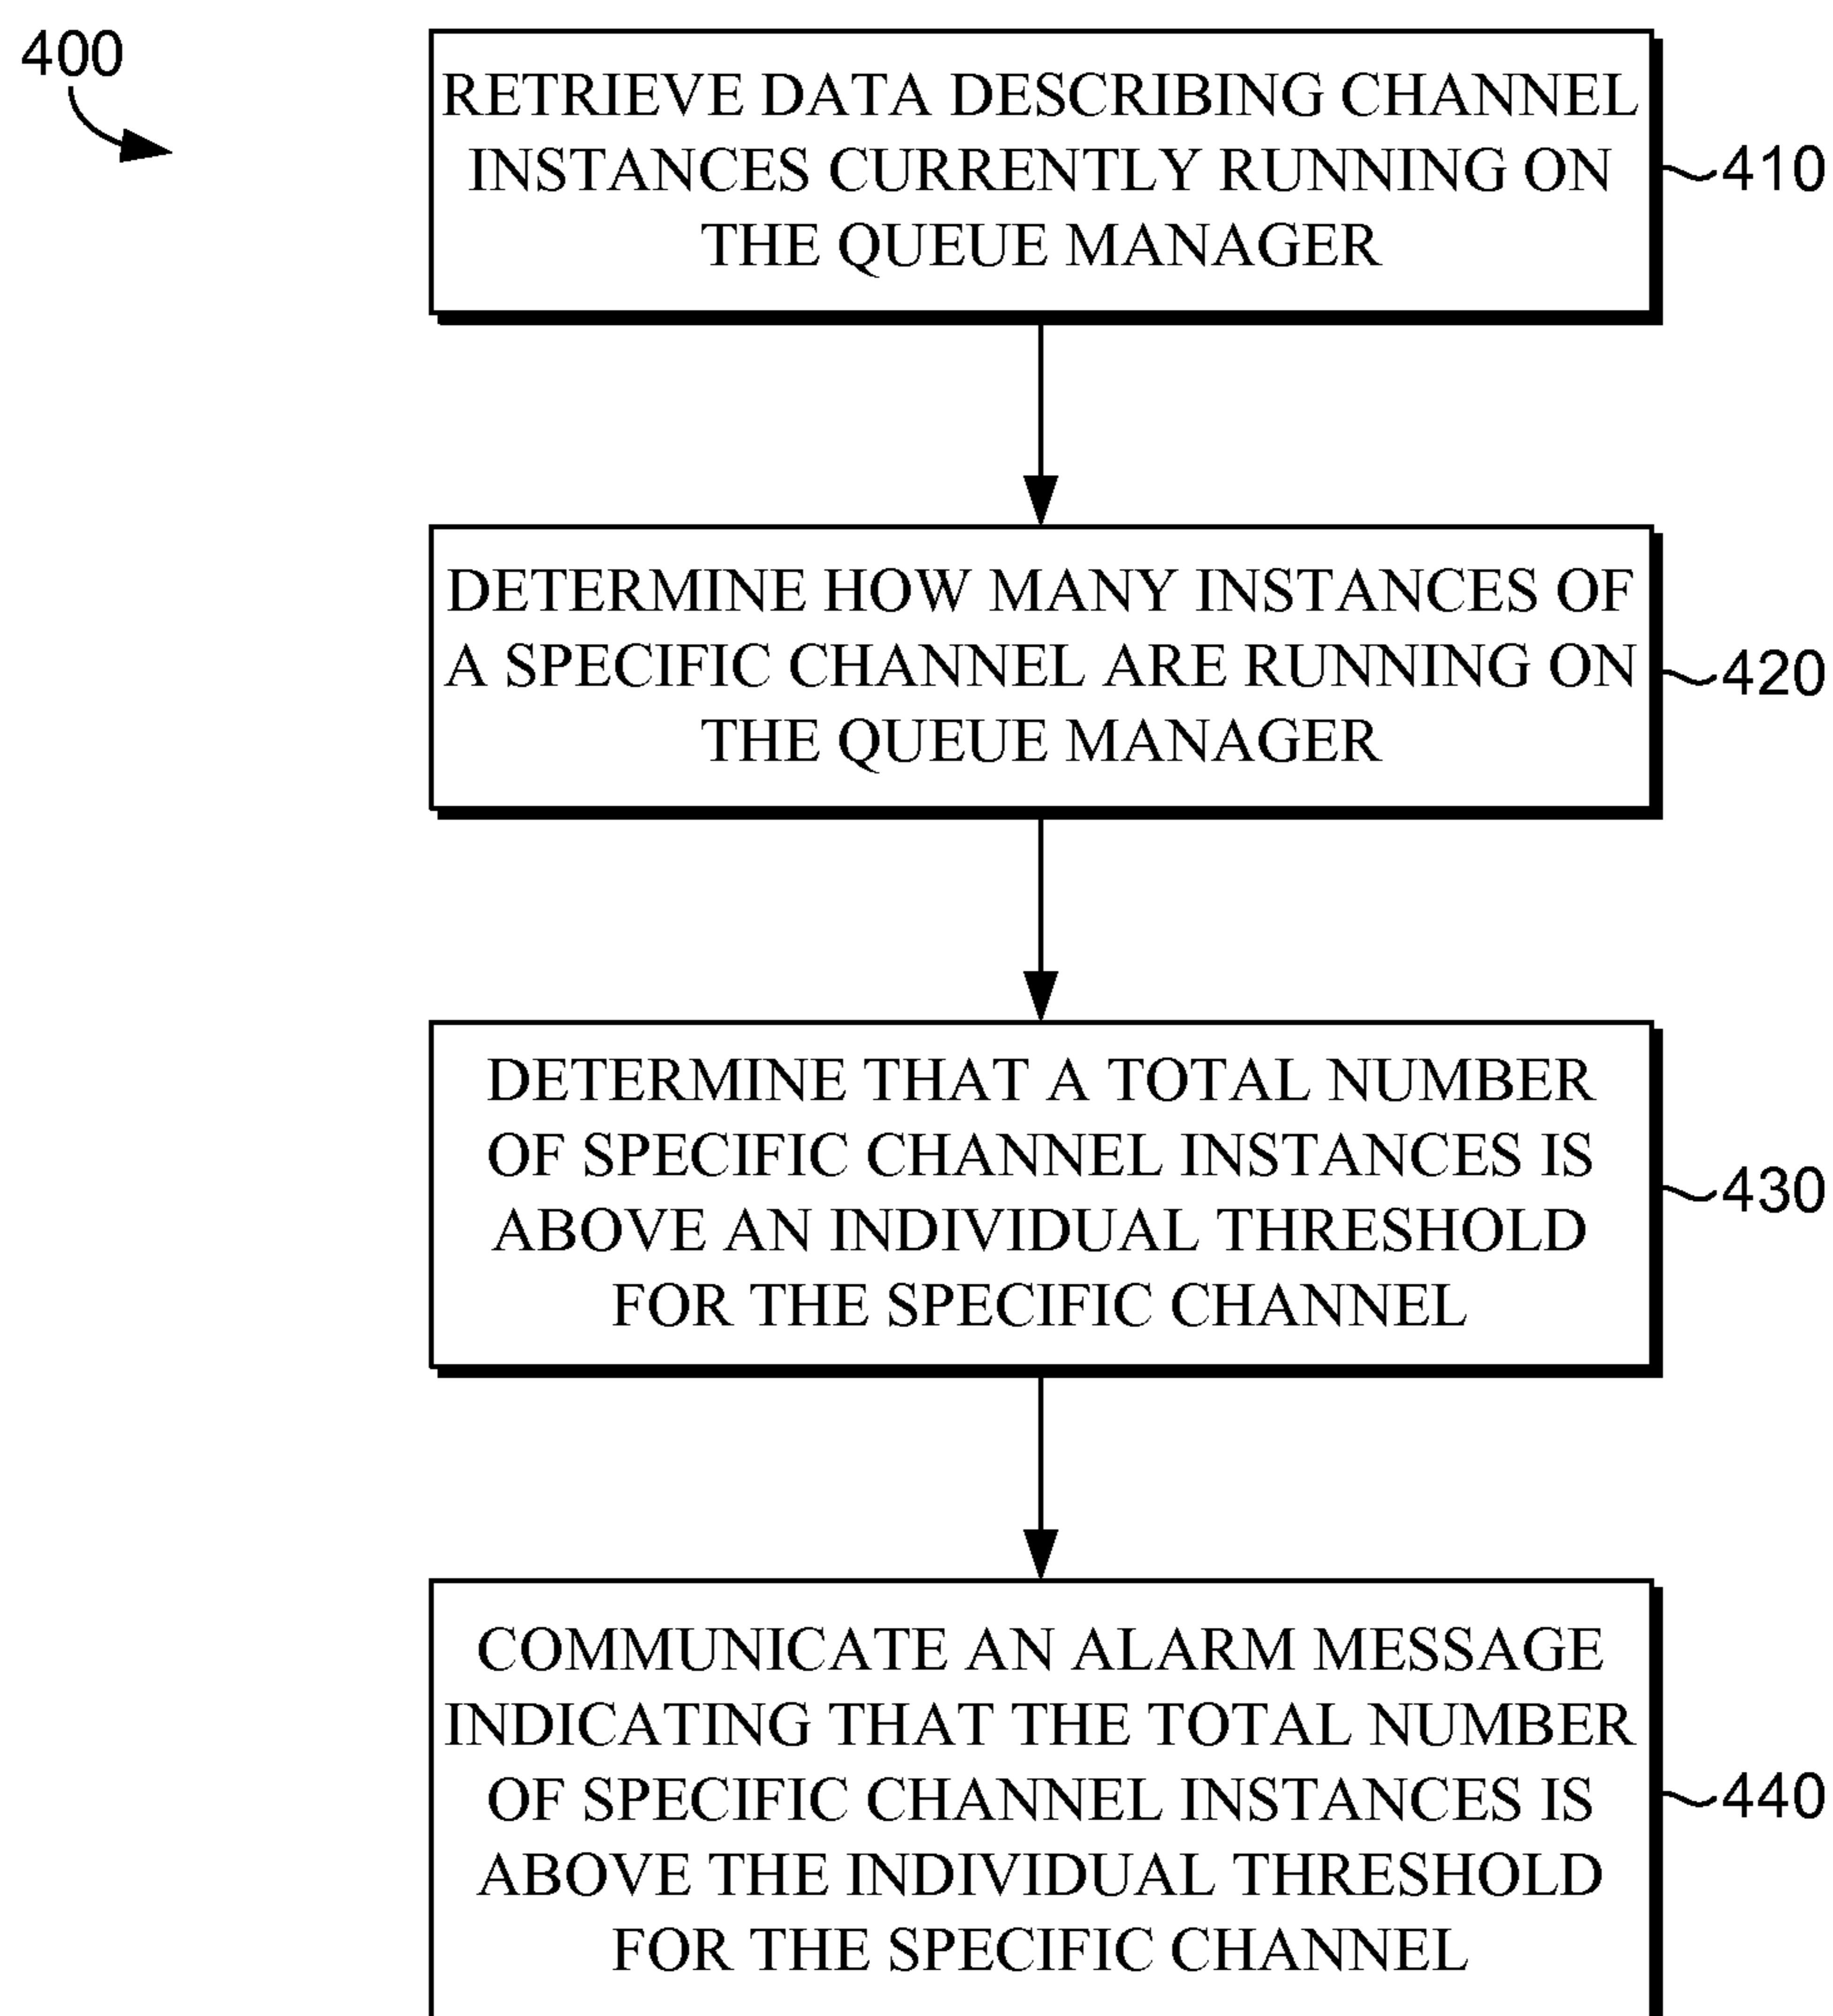 400
RETRIEVE DATA DESCRIBING CHANNEL
INSTANCES CURRENTLY RUNNING ON
THE QUEUE MANAGER
410
DETERMINE HOW MANY INSTANCES OF
A SPECIFIC CHANNEL ARE RUNNING ON
THE QUEUE MANAGER
420
DETERMINE THAT A TOTAL NUMBER
OF SPECIFIC CHANNEL INSTANCES IS
ABOVE AN INDIVIDUAL THRESHOLD
FOR THE SPECIFIC CHANNEL
430
COMMUNICATE AN ALARM MESSAGE
INDICATING THAT THE TOTAL NUMBER
OF SPECIFIC CHANNEL INSTANCES IS
ABOVE THE INDIVIDUAL THRESHOLD
FOR THE SPECIFIC CHANNEL
440